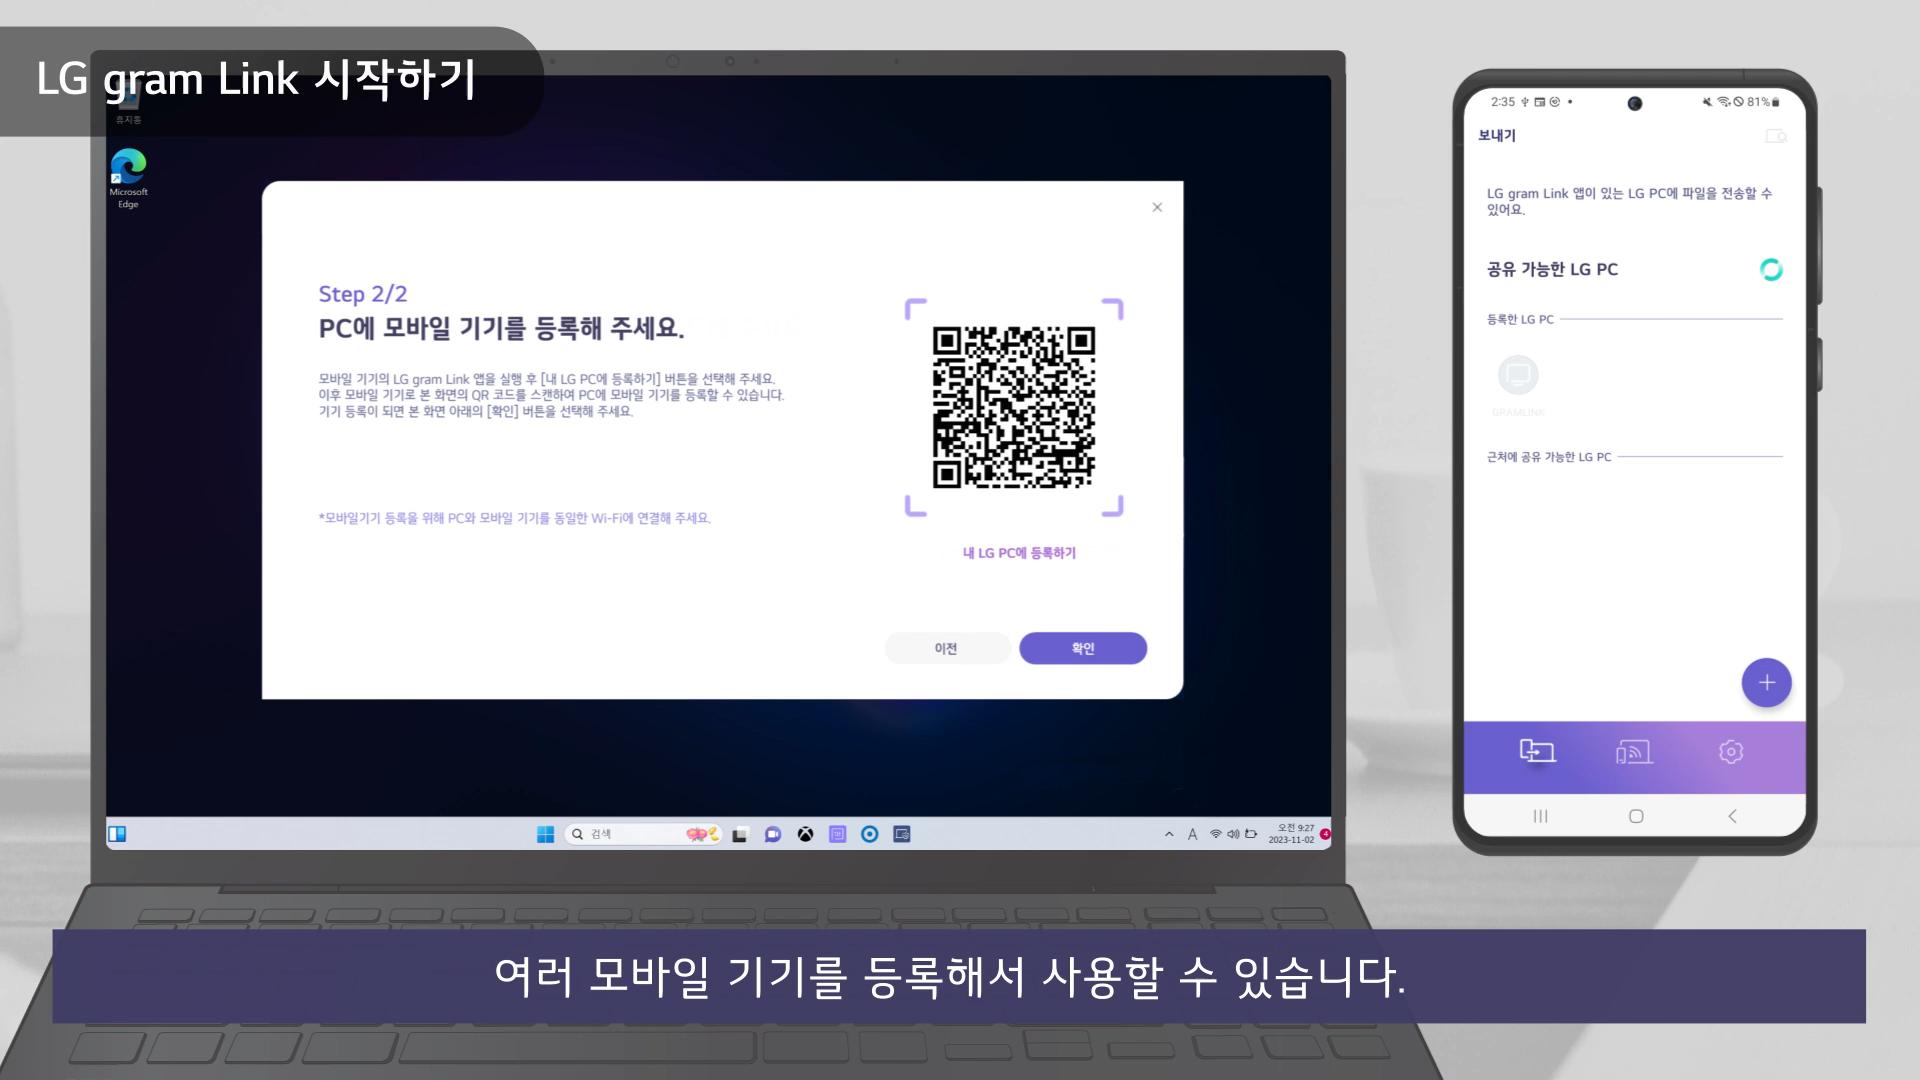 LG gram Link 시작하기
휴지통
Microsoft
Edge
Step 2/2
PC에 모바일 기기를 등록해 주세요.
모바일 기기의 LG gram Link 앱을 실행 후 [내 LG PC에 등록하기] 버튼을 선택해 주세요.
이후 모바일 기기로 본 화면의 QR 코드를 스캔하여 PC에 모바일 기기를 등록할 수 있습니다.
기기 등록이 되면 본 화면 아래의 [확인] 버튼을 선택해 주세요.
*모바일기기 등록을 위해 PC와 모바일 기기를 동일한 Wi-Fi에 연결해 주세요.
내 LG PC에 등록하기
이전
확인
검색
A
오전 9:27
2023-11-02
4
2:35
81%
보내기
LG gram Link 앱이 있는 LG PC에 파일을 전송할 수
있어요.
공유 가능한 LG PC
등록한 LG PC
GRAMLINK
근처에 공유 가능한 LG PC
여러 모바일 기기를 등록해서 사용할 수 있습니다.